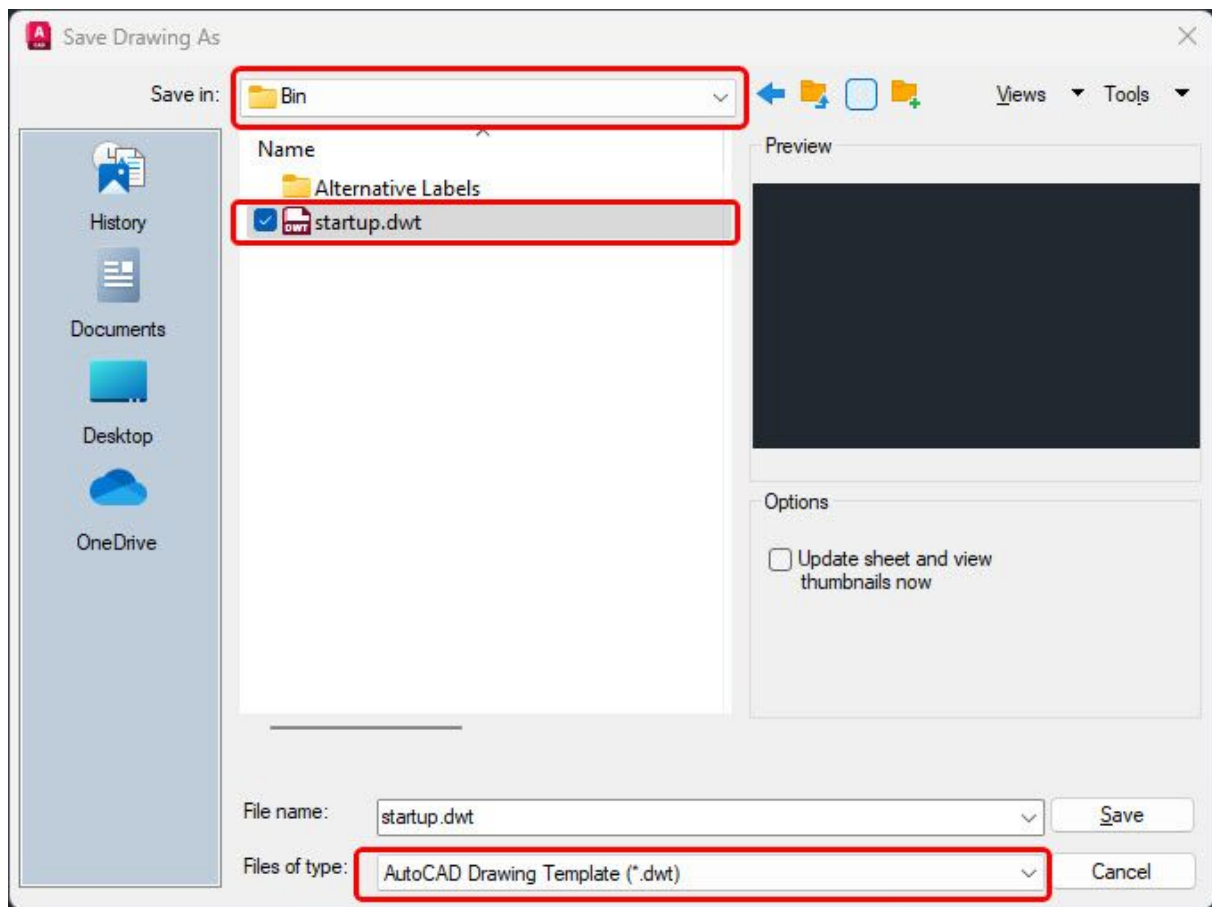 A
CAD
Save Drawing As
Save in:
Bin
Views
Tools
History
Documents
Desktop
OneDrive
Name
Alternative Labels
DWT
startup.dwt
Preview
Options
Update sheet and view
thumbnails now
File name:
startup.dwt
Save
Files of type:
AutoCAD Drawing Template (*.dwt)
Cancel